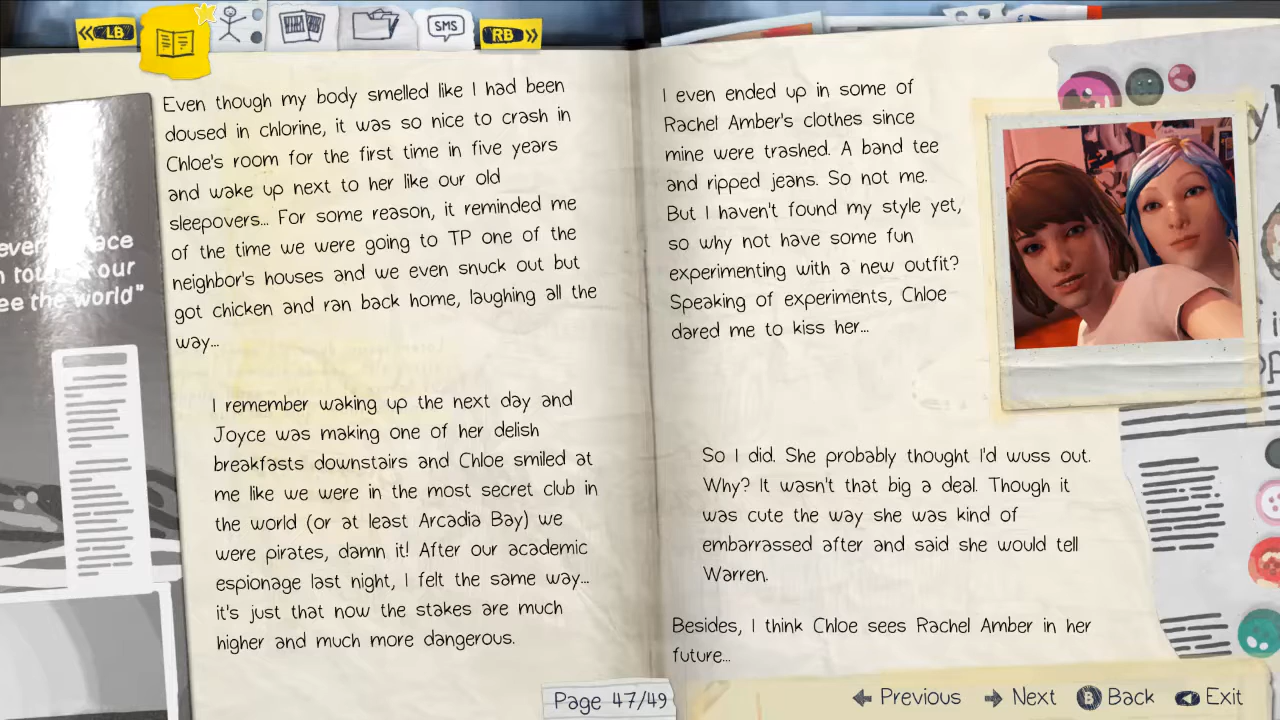 LB
SMS
RB
ever
ace
our
ee the world"
Even though my body smelled like I had been
doused in chlorine, it was so nice to crash in
Chloe's room for the first time in five years
and wake up next to her like our old
sleepovers... For some reason, it reminded me
of the time we were going to TP one of the
neighbor's houses and we even snuck out but
got chicken and ran back home, laughing all the
way...
I remember waking up the next day and
Joyce was making one of her delish
breakfasts downstairs and Chloe smiled at
me like we were in the most secret club in
the world (or at least Arcadia Bay) we
were pirates, damn it! After our academic
espionage last night, I felt the same way...
it's just that now the stakes are much
higher and much more dangerous.
I even ended up in some of
Rachel Amber's clothes since
mine were trashed. A band tee
and ripped jeans. So not me.
But I haven't found my style yet,
so why not have some fun
experimenting with a new outfit?
Speaking of experiments, Chloe
dared me to kiss her...
So I did. She probably thought I'd wuss out.
Why? It wasn't that big a deal. Though it
was cute the way she was kind of
embarrassed after and said she would tell
Warren.
Besides, I think Chloe sees Rachel Amber in her
future...
Page 47/49
Previous
Next
B Back
Exit